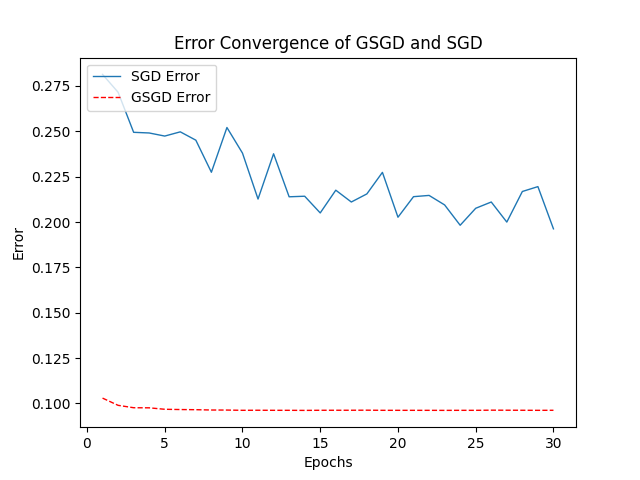 Error Convergence of GSGD and SGD
SGD Error
GSGD Error
0.275
0.250
0.225
0.200
0.175
0.150
0.125
0.100
Error
0 5 10 15 20 25 30
Epochs